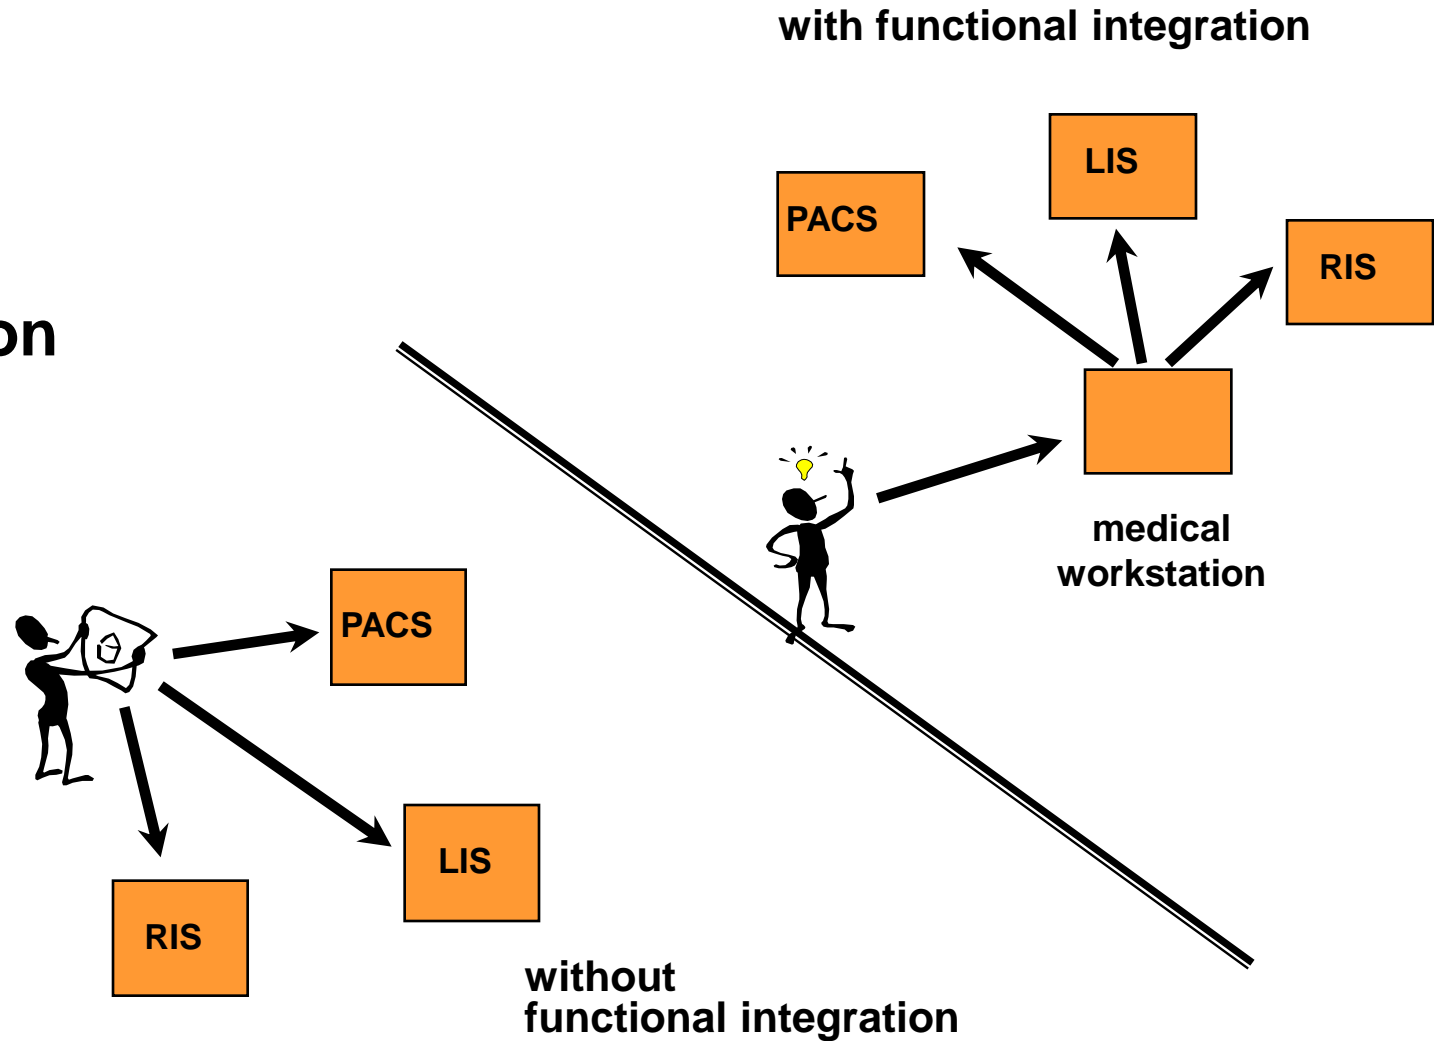 with functional integration
LIS
PACS
RIS
on
medical
workstation
PACS
LIS
RIS
without
functional integration